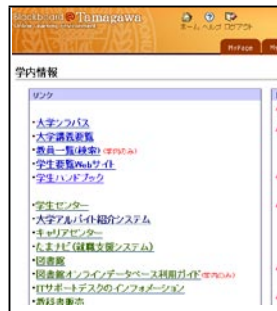 Blackboard@Tamagawa
ホーム ヘルプ ログアウト
MyPage
学内情報
リンク
・大学シラバス
・大学講義要覧
・教員一覧(検索) (学内のみ)
・学生要覧Webサイト
・学生ハンドブック
・学生センター
・大学アルバイト紹介システム
・キャリアセンター
・たまナビ(就職支援システム)
・図書館
・図書館オンラインデータベース利用ガイド(学内のみ)
・ITサポートデスクのインフォメーション
・教科書販売